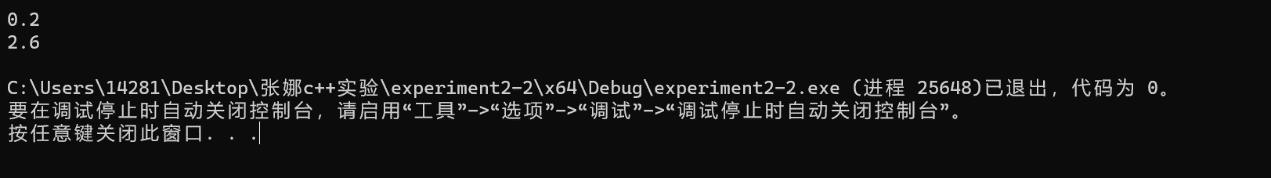 0.2
2.6
C:\Users\14281\Desktop\张娜c++实验\experiment2-2\x64\Debug\experiment2-2.exe (进程 25648)已退出，代码为 0。
要在调试停止时自动关闭控制台，请启用“工具”->“选项”->“调试”->“调试停止时自动关闭控制台”。
按任意键关闭此窗口. . .